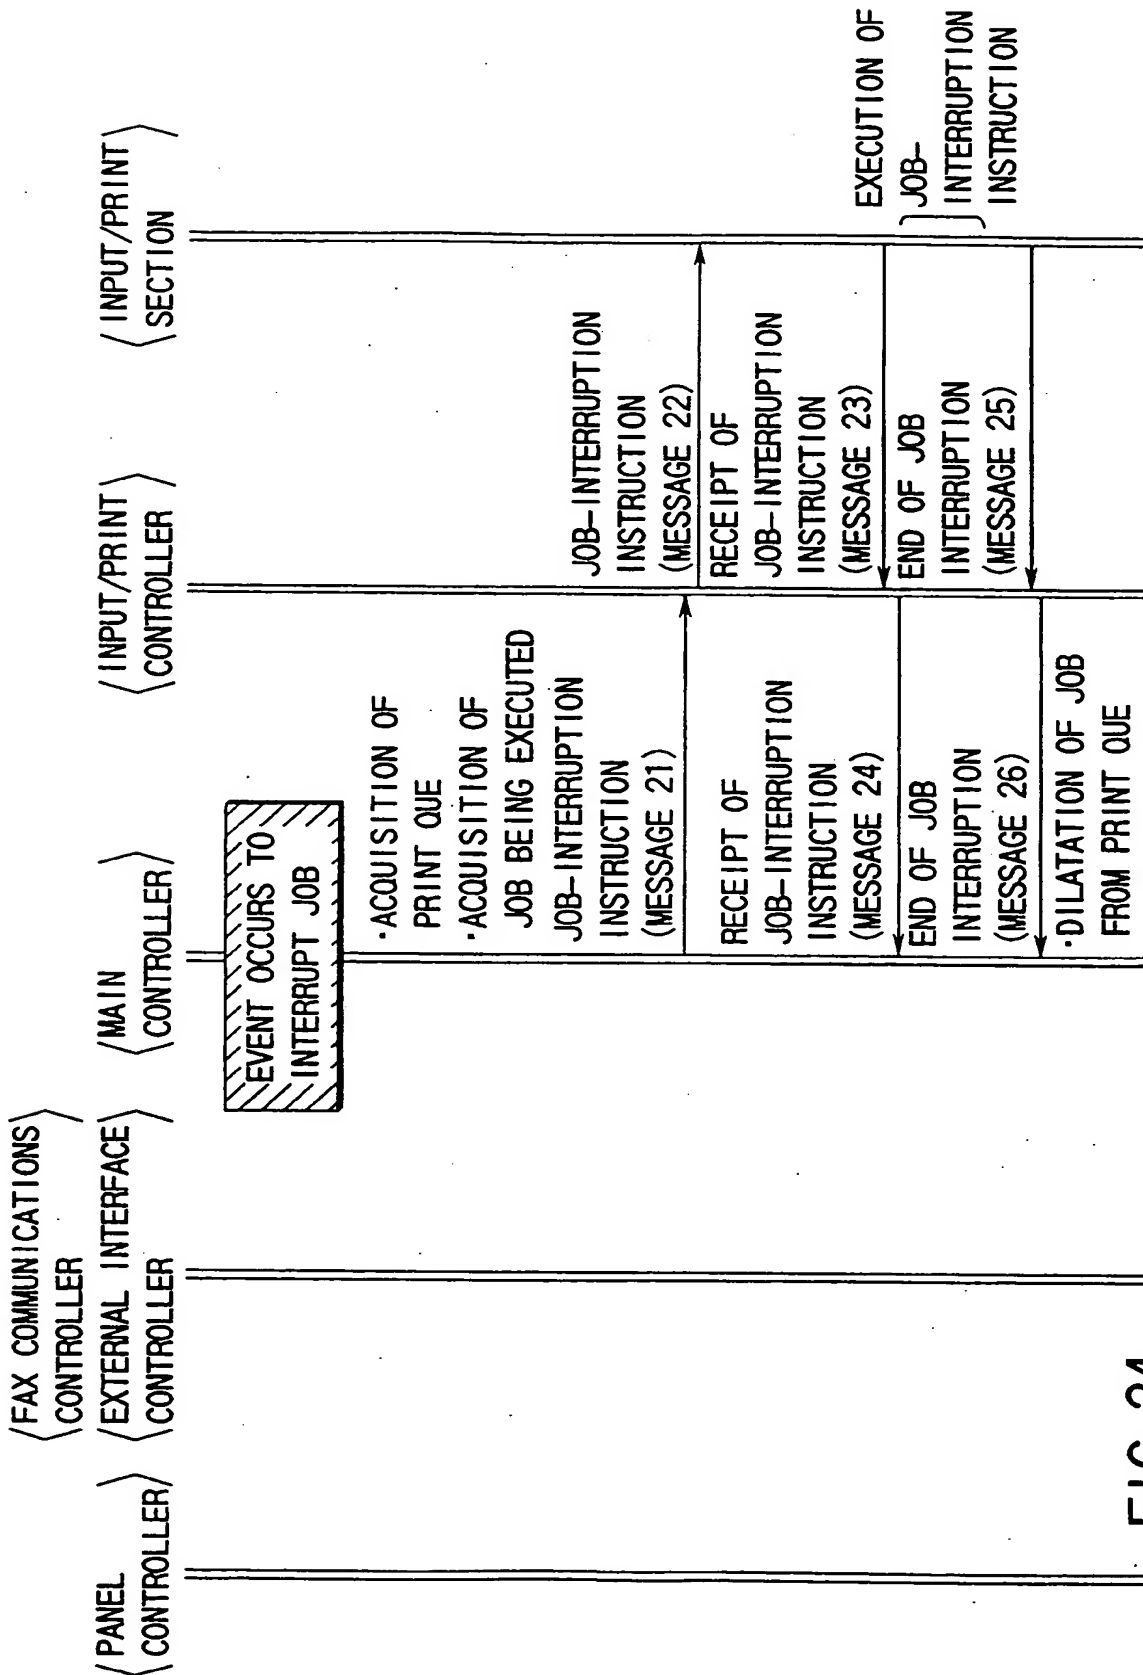 FAX COMMUNICATIONS
CONTROLLER
PANEL
CONTROLLER
EXTERNAL INTERFACE
CONTROLLER
MAIN
CONTROLLER
INPUT/PRINT
CONTROLLER
INPUT/PRINT
SECTION
EVENT OCCURS TO
INTERRUPT JOB
·ACQUISITION OF
PRINT QUE
·ACQUISITION OF
JOB BEING EXECUTED
JOB-INTERRUPTION
INSTRUCTION
(MESSAGE 21)
JOB-INTERRUPTION
INSTRUCTION
(MESSAGE 22)
RECEIPT OF
JOB-INTERRUPTION
INSTRUCTION
(MESSAGE 23)
RECEIPT OF
JOB-INTERRUPTION
INSTRUCTION
(MESSAGE 24)
EXECUTION OF
JOB-
INTERRUPTION
INSTRUCTION
END OF JOB
INTERRUPTION
(MESSAGE 25)
END OF JOB
INTERRUPTION
(MESSAGE 26)
·DILATATION OF JOB
FROM PRINT QUE
FIG. 24